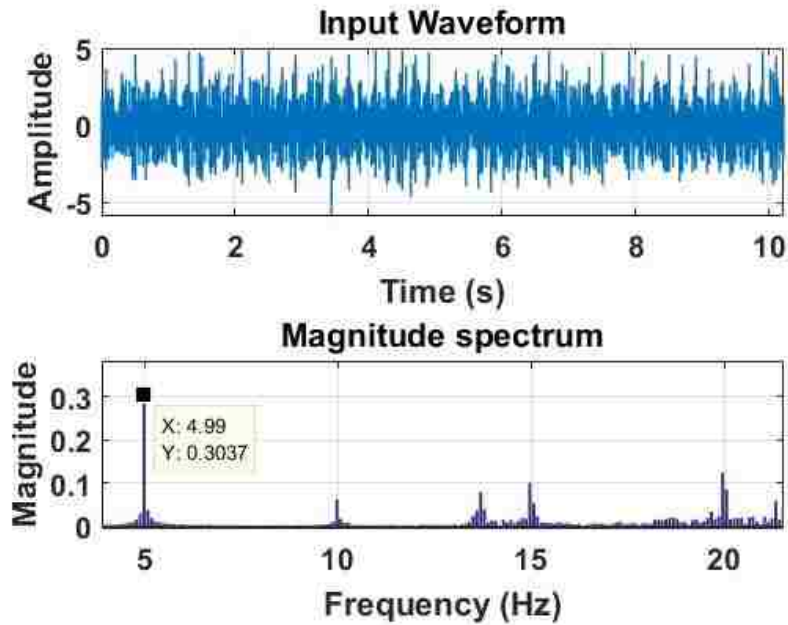 Input Waveform
Amplitude
5
0
-5
0 2 4 6 8 10
Time (s)
Magnitude spectrum
Magnitude
0.3
0.2
0.1
0
X: 4.99
Y: 0.3037
5 10 15 20
Frequency (Hz)